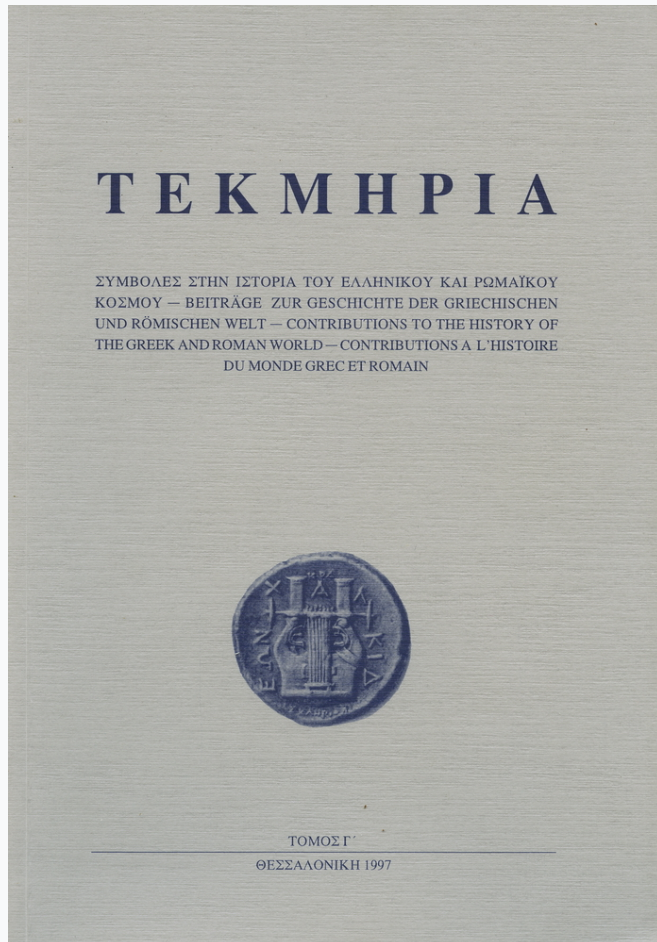 ΤΕΚΜΗΡΙΑ
ΣΥΜΒΟΛΕΣ ΣΤΗΝ ΙΣΤΟΡΙΑ ΤΟΥ ΕΛΛΗΝΙΚΟΥ ΚΑΙ ΡΩΜΑΪΚΟΥ
ΚΟΣΜΟΥ — BEITRÄGE ZUR GESCHICHTE DER GRIECHISCHEN
UND RÖMISCHEN WELT — CONTRIBUTIONS TO THE HISTORY OF
THE GREEK AND ROMAN WORLD — CONTRIBUTIONS A L'HISTOIRE
DU MONDE GREC ET ROMAIN
ΤΟΜΟΣ Γ΄
ΘΕΣΣΑΛΟΝΙΚΗ 1997